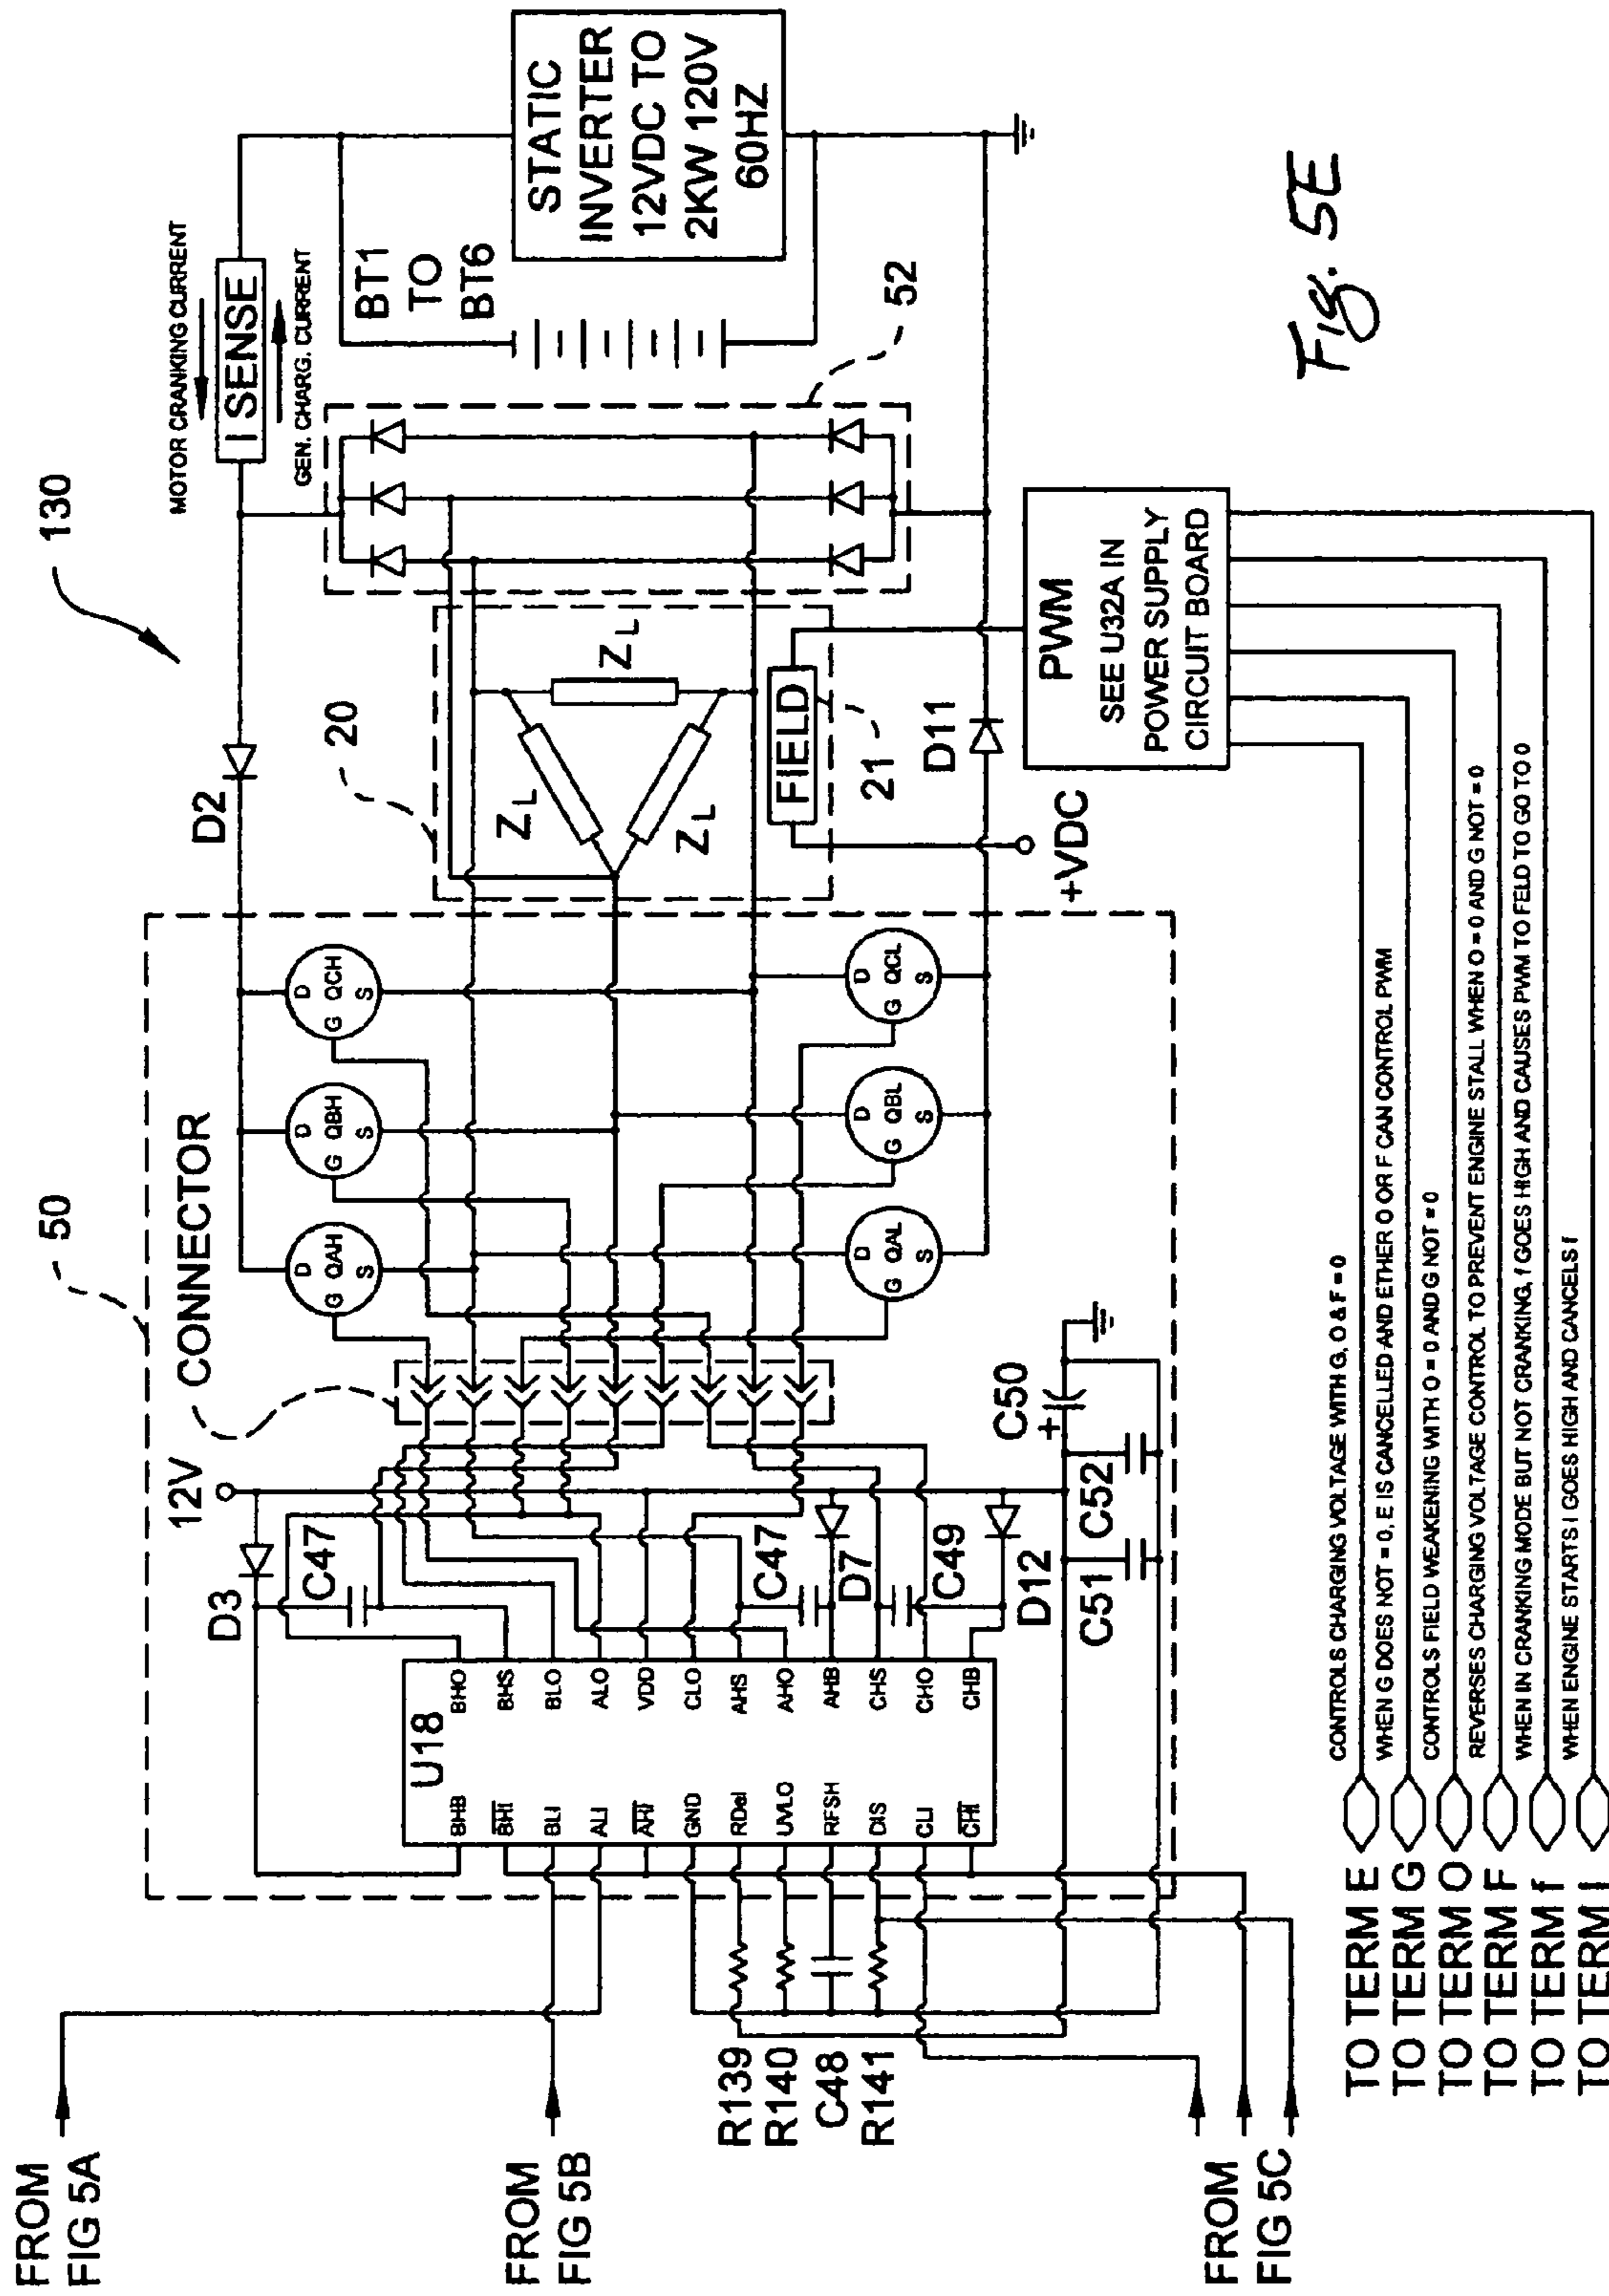 130
MOTOR CRANKING CURRENT
I SENSE
GEN. CHARG. CURRENT
STATIC
INVERTER
12VDC TO
2KW 120V
60HZ
BT1
TO
BT6
52
D2
20
Z L
Z L
Z L
FIELD
21
+VDC
D11
PWM
SEE U32A IN
POWER SUPPLY
CIRCUIT BOARD
50
CONNECTOR
D
G QAH
S
D
G QBH
S
D
G QCH
S
D
G QAL
S
D
G QBL
S
D
G QCL
S
12V
D3
C47
C47
D7
C49
D12
C50
+
C51
C52
U18
BHB
BHI
BLI
ALI
AHI
GND
RDel
UVLO
RFSH
DIS
CLI
CHI
BHO
BHS
BLO
ALO
VDD
CLO
AHS
AHO
AHB
CHS
CHO
CHB
R139
R140
C48
R141
FROM
FIG 5A
FROM
FIG 5B
FROM
FIG 5C
TO TERM E
CONTROLS CHARGING VOLTAGE WITH G, O & F = 0
TO TERM G
WHEN G DOES NOT = 0, E IS CANCELLED AND EITHER O OR F CAN CONTROL PWM
TO TERM O
CONTROLS FIELD WEAKENING WITH O = 0 AND G NOT = 0
TO TERM F
REVERSES CHARGING VOLTAGE CONTROL TO PREVENT ENGINE STALL WHEN O = 0 AND G NOT = 0
TO TERM f
WHEN IN CRANKING MODE BUT NOT CRANKING, f GOES HIGH AND CAUSES PWM TO FELD TO GO TO 0
TO TERM I
WHEN ENGINE STARTS I GOES HIGH AND CANCELS f
Fig. 5E